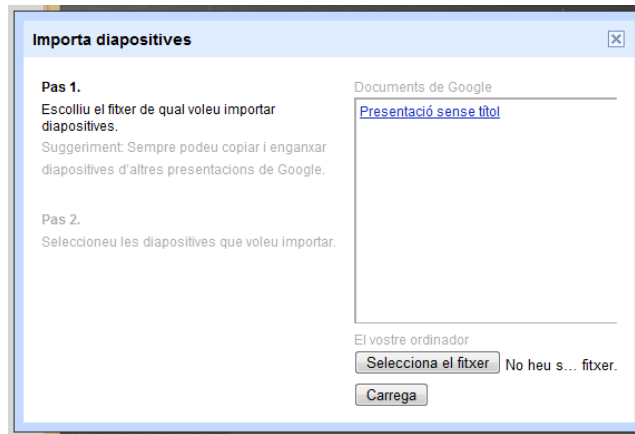 Importa diapositives
Pas 1.
Escolliu el fitxer de qual voleu importar
diapositives.
Suggeriment: Sempre podeu copiar i enganxar
diapositives d'altres presentacions de Google.
Pas 2.
Seleccioneu les diapositives que voleu importar.
Documents de Google
Presentació sense títol
El vostre ordinador
Selecciona el fitxer No heu s... fitxer.
Carrega